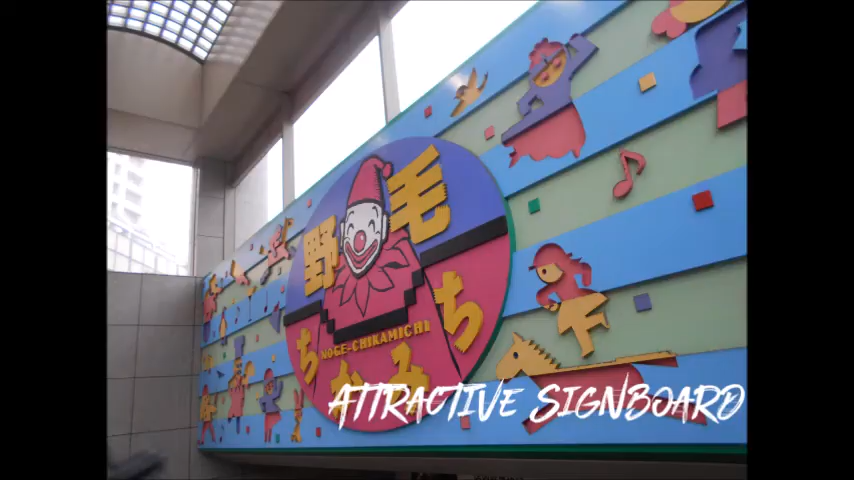 野毛
NOGE-CHIKAMICHI
ちかみち
ATTRACTIVE SIGNBOARD